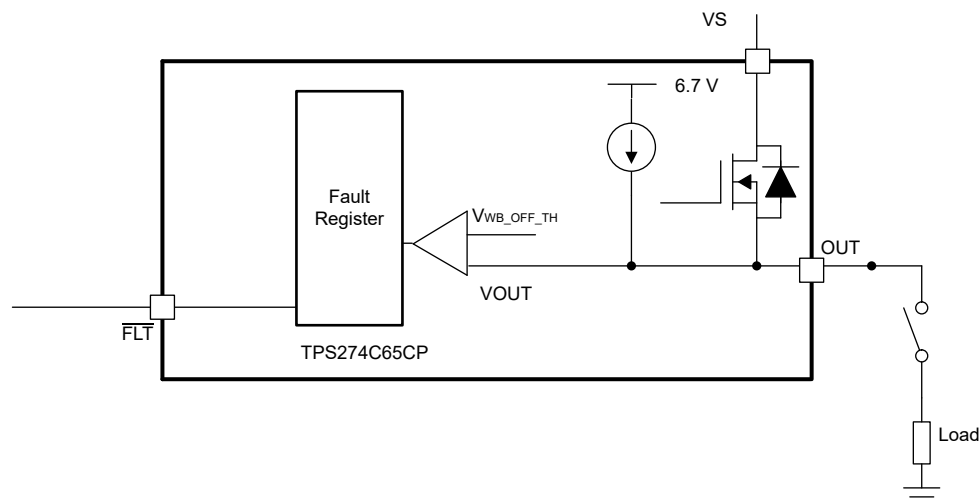 VS
6.7 V
Fault
Register
VWB_OFF_TH
OUT
VOUT
FLT
TPS274C65CP
Load